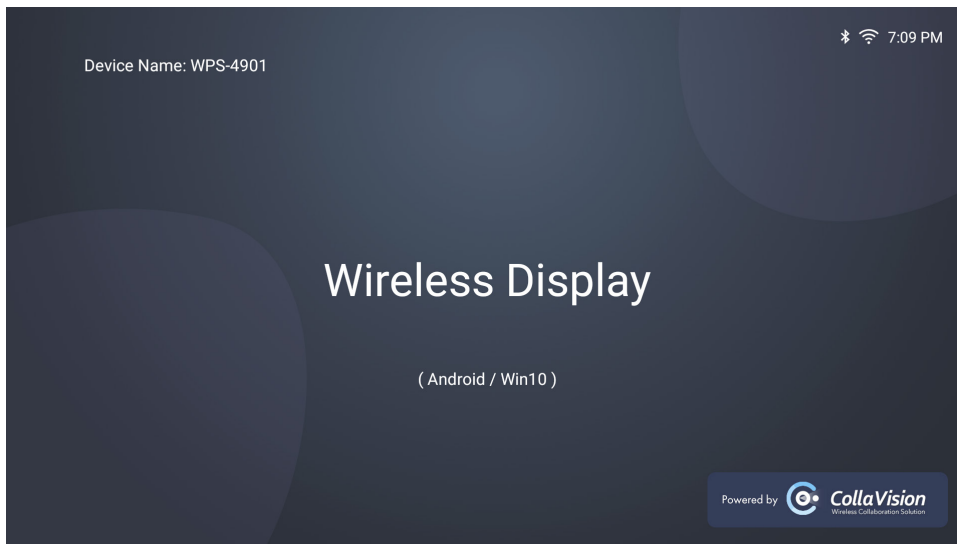 7:09 PM
Device Name: WPS-4901
Wireless Display
( Android / Win10 )
Powered by
CollaVision
Wireless Collaboration Solution